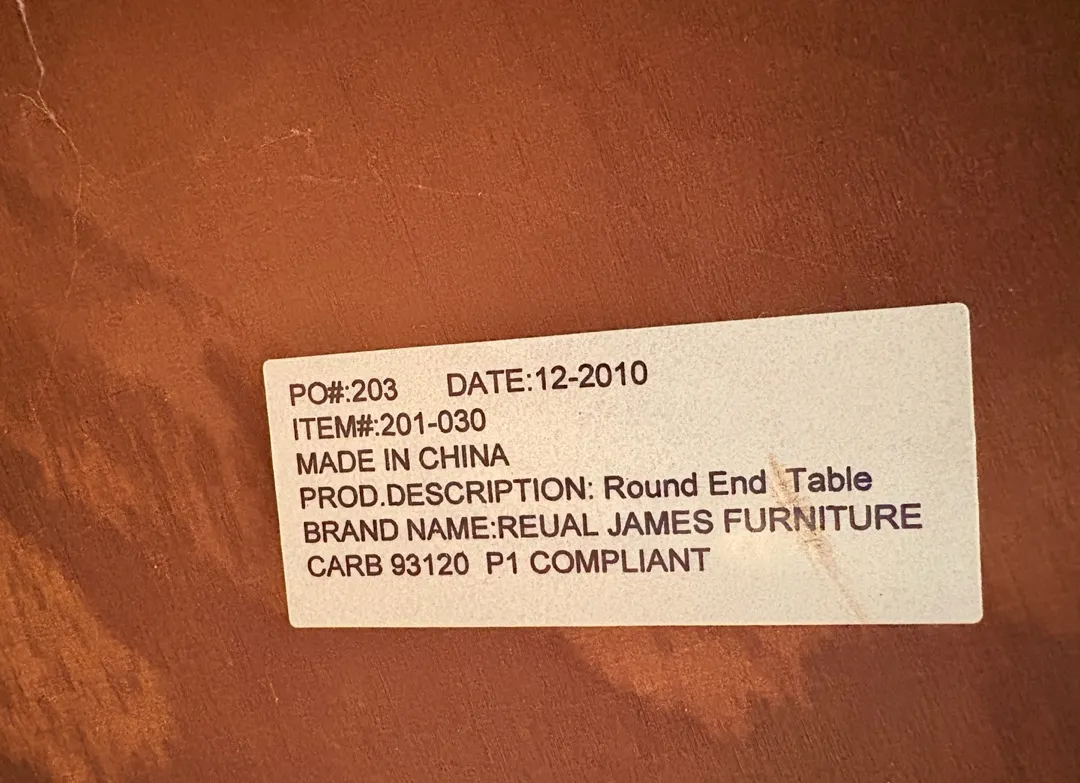 PO#:203 DATE:12-2010
ITEM#:201-030
MADE IN CHINA
PROD.DESCRIPTION: Round End Table
BRAND NAME:REUAL JAMES FURNITURE
CARB 93120 P1 COMPLIANT